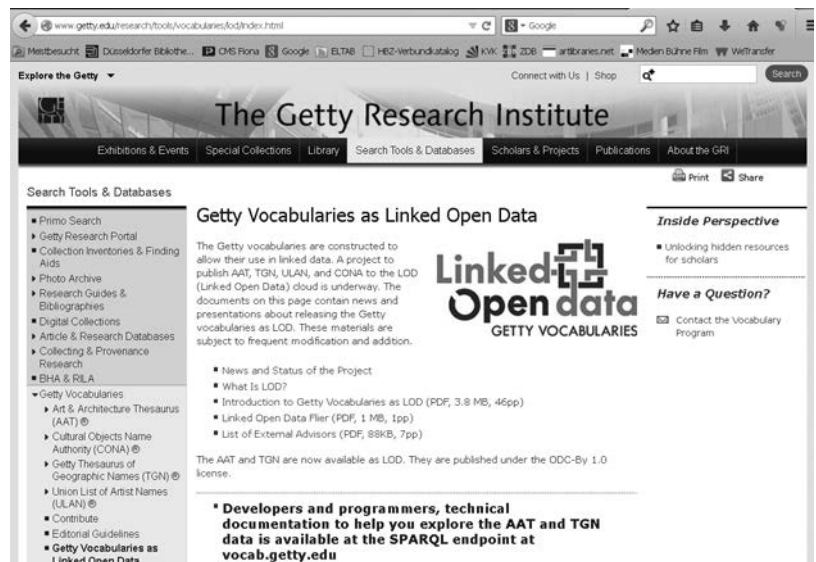 www.getty.edu/research/tools/vocabularies/lod/index.html
Google
Meistbesucht Düsseldorfer Bibliothe... CMS Fiona Google ELTAB HBZ-Verbundkatalog KVK ZDB artlibraries.net Medien Bühne Film WeTransfer
Explore the Getty
Connect with Us | Shop
Search
The Getty Research Institute
Exhibitions & Events Special Collections Library Search Tools & Databases Scholars & Projects Publications About the GRI
Print Share
Search Tools & Databases
Primo Search
Getty Research Portal
Collection Inventories & Finding
Aids
Photo Archive
Research Guides &
Bibliographies
Digital Collections
Article & Research Databases
Collecting & Provenance
Research
BHA & RILA
Getty Vocabularies
Art & Architecture Thesaurus
(AAT) ®
Cultural Objects Name
Authority (CONA) ®
Getty Thesaurus of
Geographic Names (TGN) ®
Union List of Artist Names
(ULAN) ®
Contribute
Editorial Guidelines
Getty Vocabularies as
Linked Open Data
Getty Vocabularies as Linked Open Data
The Getty vocabularies are constructed to
allow their use in linked data. A project to
publish AAT, TGN, ULAN, and CONA to the LOD
(Linked Open Data) cloud is underway. The
documents on this page contain news and
presentations about releasing the Getty
vocabularies as LOD. These materials are
subject to frequent modification and addition.
Linked
Open data
GETTY VOCABULARIES
News and Status of the Project
What Is LOD?
Introduction to Getty Vocabularies as LOD (PDF, 3.8 MB, 46pp)
Linked Open Data Flier (PDF, 1 MB, 1pp)
List of External Advisors (PDF, 88KB, 7pp)
The AAT and TGN are now available as LOD. They are published under the ODC-By 1.0
license.
Developers and programmers, technical
documentation to help you explore the AAT and TGN
data is available at the SPARQL endpoint at
vocab.getty.edu
Inside Perspective
Unlocking hidden resources
for scholars
Have a Question?
Contact the Vocabulary
Program